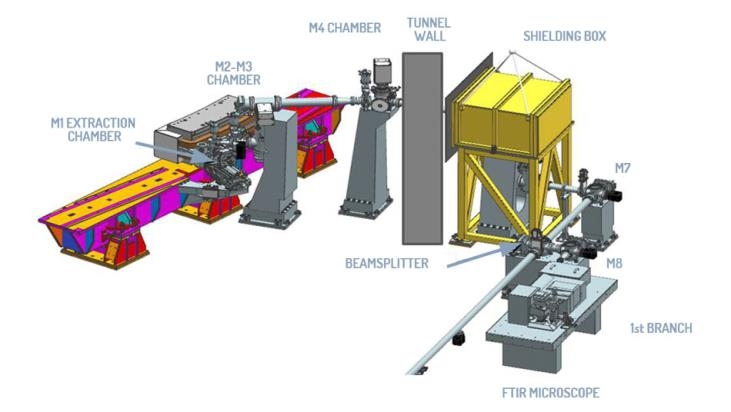 M4 CHAMBER
TUNNEL
WALL
SHIELDING BOX
M2-M3
CHAMBER
M1 EXTRACTION
CHAMBER
M7
BEAMSPLITTER
M8
1st BRANCH
FTIR MICROSCOPE